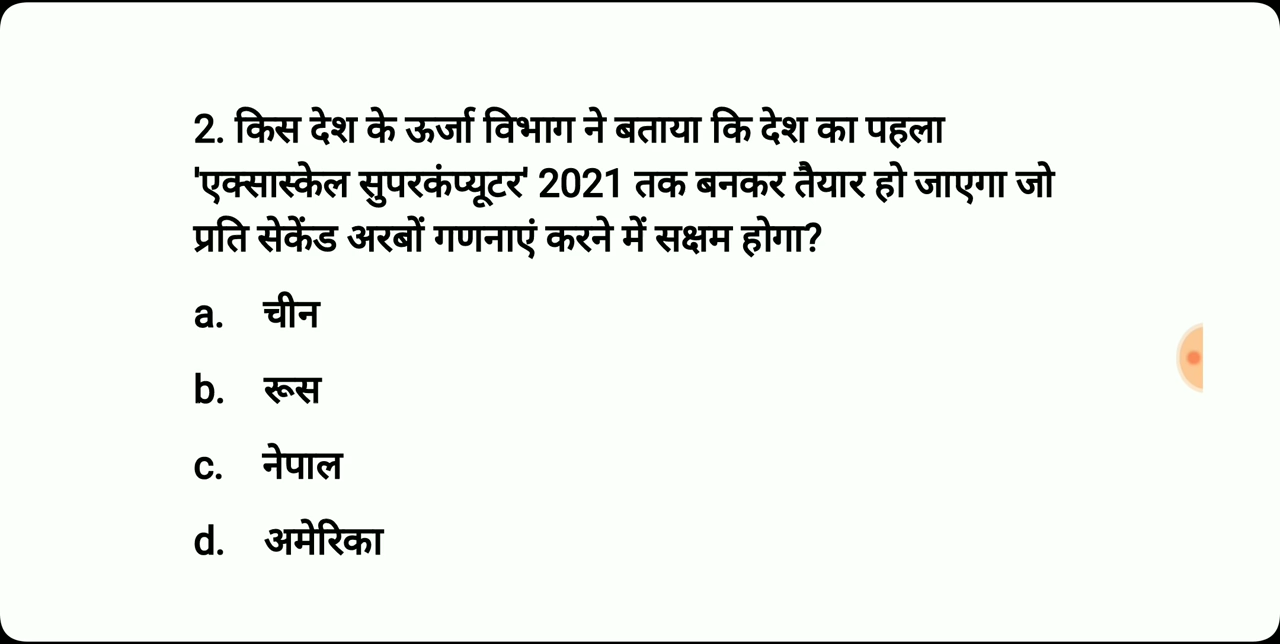 2. किस देश के ऊर्जा विभाग ने बताया कि देश का पहला
'एक्सास्केल सुपरकंप्यूटर' 2021 तक बनकर तैयार हो जाएगा जो
प्रति सेकेंड अरबों गणनाएं करने में सक्षम होगा?
a. चीन
b. रूस
c. नेपाल
d. अमेरिका